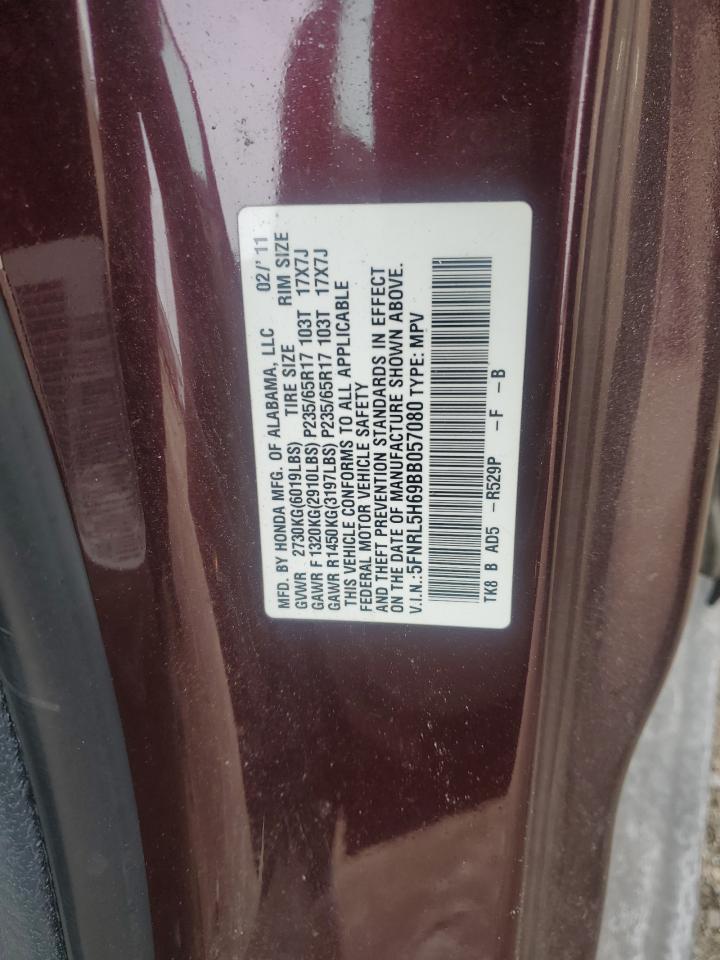 MFD. BY HONDA MFG. OF ALABAMA, LLC 02/'11
GVWR 2730KG(6019LBS) TIRE SIZE RIM SIZE
GAWR F 1320KG(2910LBS) P235/65R17 103T 17X7J
GAWR R1450KG(3197LBS) P235/65R17 103T 17X7J
THIS VEHICLE CONFORMS TO ALL APPLICABLE
FEDERAL MOTOR VEHICLE SAFETY
AND THEFT PREVENTION STANDARDS IN EFFECT
ON THE DATE OF MANUFACTURE SHOWN ABOVE.
V.I.N.:5FNRL5H69BB057080 TYPE: MPV
TK8 B AD5 -R529P -F -B